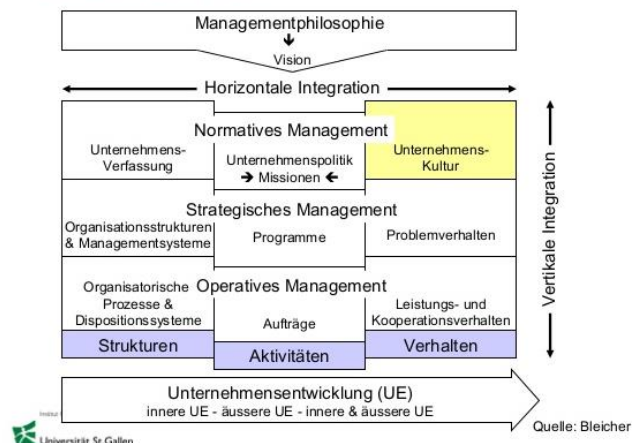 Managementphilosophie
Vision
Horizontale Integration
Normatives Management
Unternehmens-
Verfassung
Unternehmenspolitik
➔ Missionen ←
Unternehmens-
Kultur
Strategisches Management
Organisationsstrukturen
& Managementsysteme
Programme
Problemverhalten
Operatives Management
Organisatorische
Prozesse &
Dispositionssysteme
Aufträge
Leistungs- und
Kooperationsverhalten
Strukturen
Aktivitäten
Verhalten
Vertikale Integration
Unternehmensentwicklung (UE)
innere UE - äussere UE - innere & äussere UE
Institut
Universität St.Gallen
Quelle: Bleicher